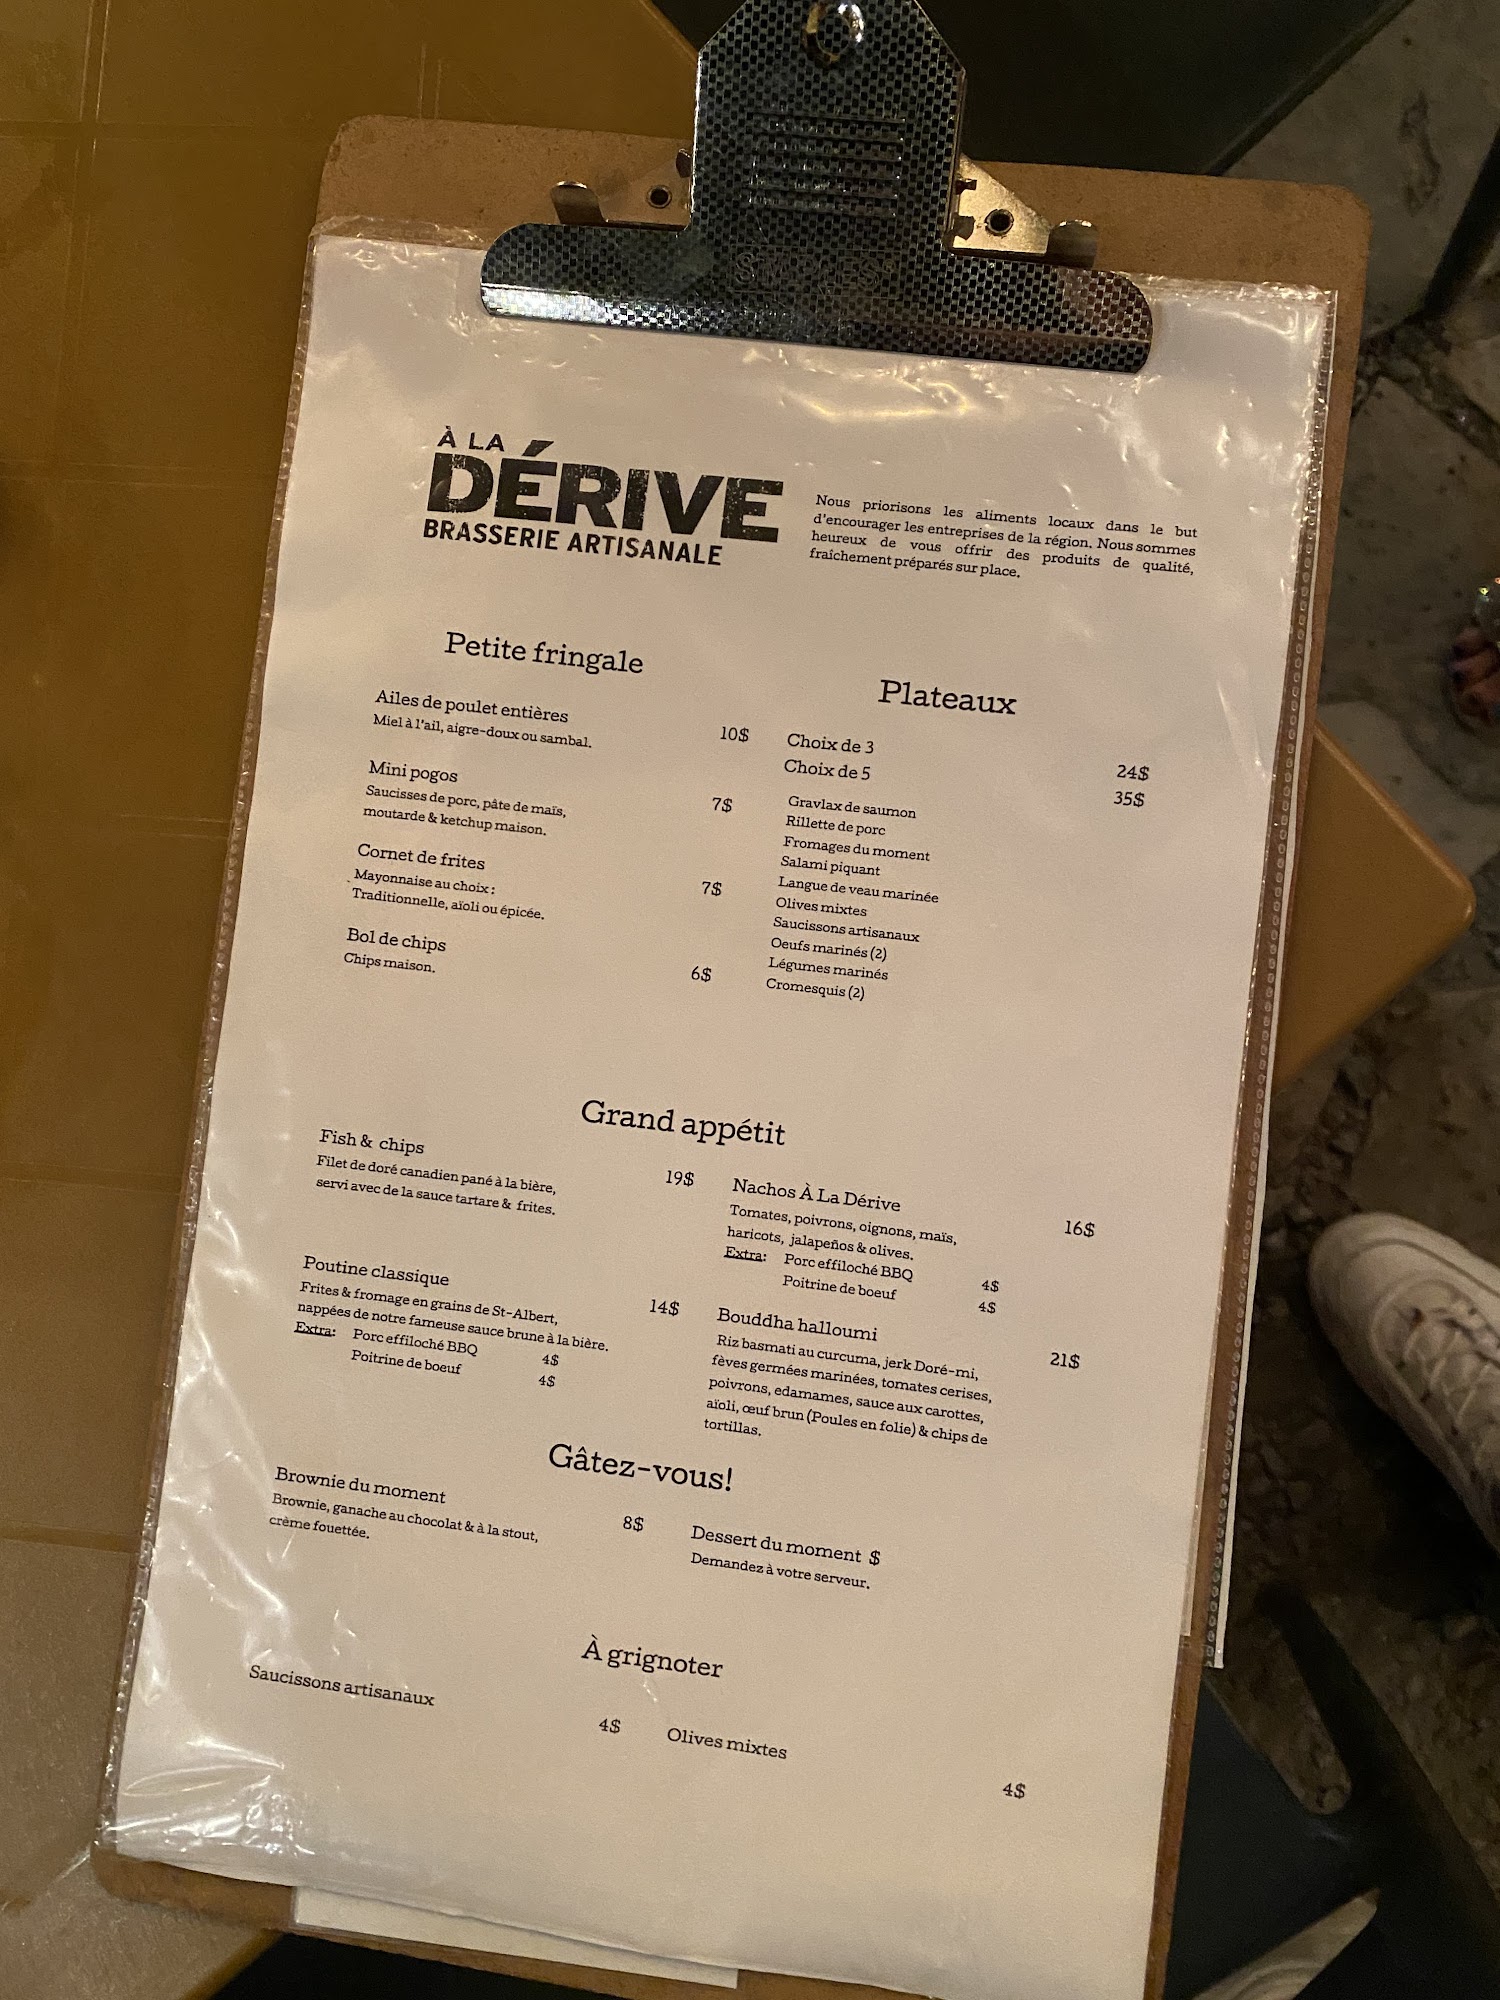 À LA
DÉRIVE
BRASSERIE ARTISANALE
Nous priorisons les aliments locaux dans le but
d'encourager les entreprises de la région. Nous sommes
heureux de vous offrir des produits de qualité,
fraîchement préparés sur place.
Petite fringale
Ailes de poulet entières 10$
Miel à l'ail, aigre-doux ou sambal.
Mini pogos 7$
Saucisses de porc, pâte de maïs,
moutarde & ketchup maison.
Cornet de frites 7$
Mayonnaise au choix :
Traditionnelle, aïoli ou épicée.
Bol de chips 6$
Chips maison.
Plateaux
Choix de 3 24$
Choix de 5 35$
Gravlax de saumon
Rillette de porc
Fromages du moment
Salami piquant
Langue de veau marinée
Olives mixtes
Saucissons artisanaux
Oeufs marinés (2)
Légumes marinés
Cromesquis (2)
Grand appétit
Fish & chips 19$
Filet de doré canadien pané à la bière,
servi avec de la sauce tartare & frites.
Poutine classique 14$
Frites & fromage en grains de St-Albert,
nappées de notre fameuse sauce brune à la bière.
Extra: Porc effiloché BBQ 4$
Poitrine de boeuf 4$
Nachos À La Dérive 16$
Tomates, poivrons, oignons, maïs,
haricots, jalapeños & olives.
Extra: Porc effiloché BBQ 4$
Poitrine de boeuf 4$
Bouddha halloumi 21$
Riz basmati au curcuma, jerk Doré-mi,
fèves germées marinées, tomates cerises,
poivrons, edamames, sauce aux carottes,
aïoli, œuf brun (Poules en folie) & chips de
tortillas.
Gâtez-vous!
Brownie du moment 8$
Brownie, ganache au chocolat & à la stout,
crème fouettée.
Dessert du moment $
Demandez à votre serveur.
À grignoter
Saucissons artisanaux 4$
Olives mixtes 4$